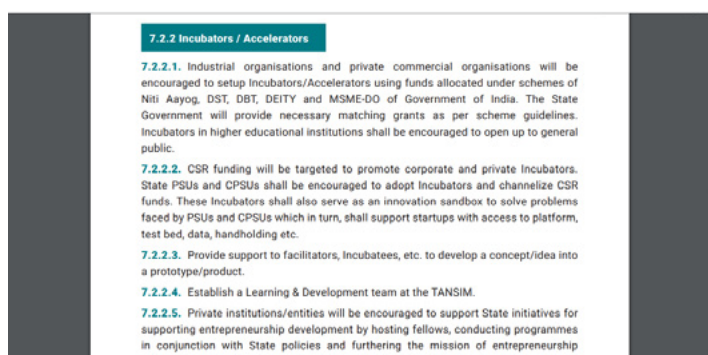 7.2.2 Incubators / Accelerators
7.2.2.1. Industrial organisations and private commercial organisations will be
encouraged to setup Incubators/Accelerators using funds allocated under schemes of
Niti Aayog, DST, DBT, DEITY and MSME-DO of Government of India. The State
Government will provide necessary matching grants as per scheme guidelines.
Incubators in higher educational institutions shall be encouraged to open up to general
public.
7.2.2.2. CSR funding will be targeted to promote corporate and private Incubators.
State PSUs and CPSUs shall be encouraged to adopt Incubators and channelize CSR
funds. These Incubators shall also serve as an innovation sandbox to solve problems
faced by PSUs and CPSUs which in turn, shall support startups with access to platform,
test bed, data, handholding etc.
7.2.2.3. Provide support to facilitators, Incubatees, etc. to develop a concept/idea into
a prototype/product.
7.2.2.4. Establish a Learning & Development team at the TANSIM.
7.2.2.5. Private institutions/entities will be encouraged to support State initiatives for
supporting entrepreneurship development by hosting fellows, conducting programmes
in conjunction with State policies and furthering the mission of entrepreneurship